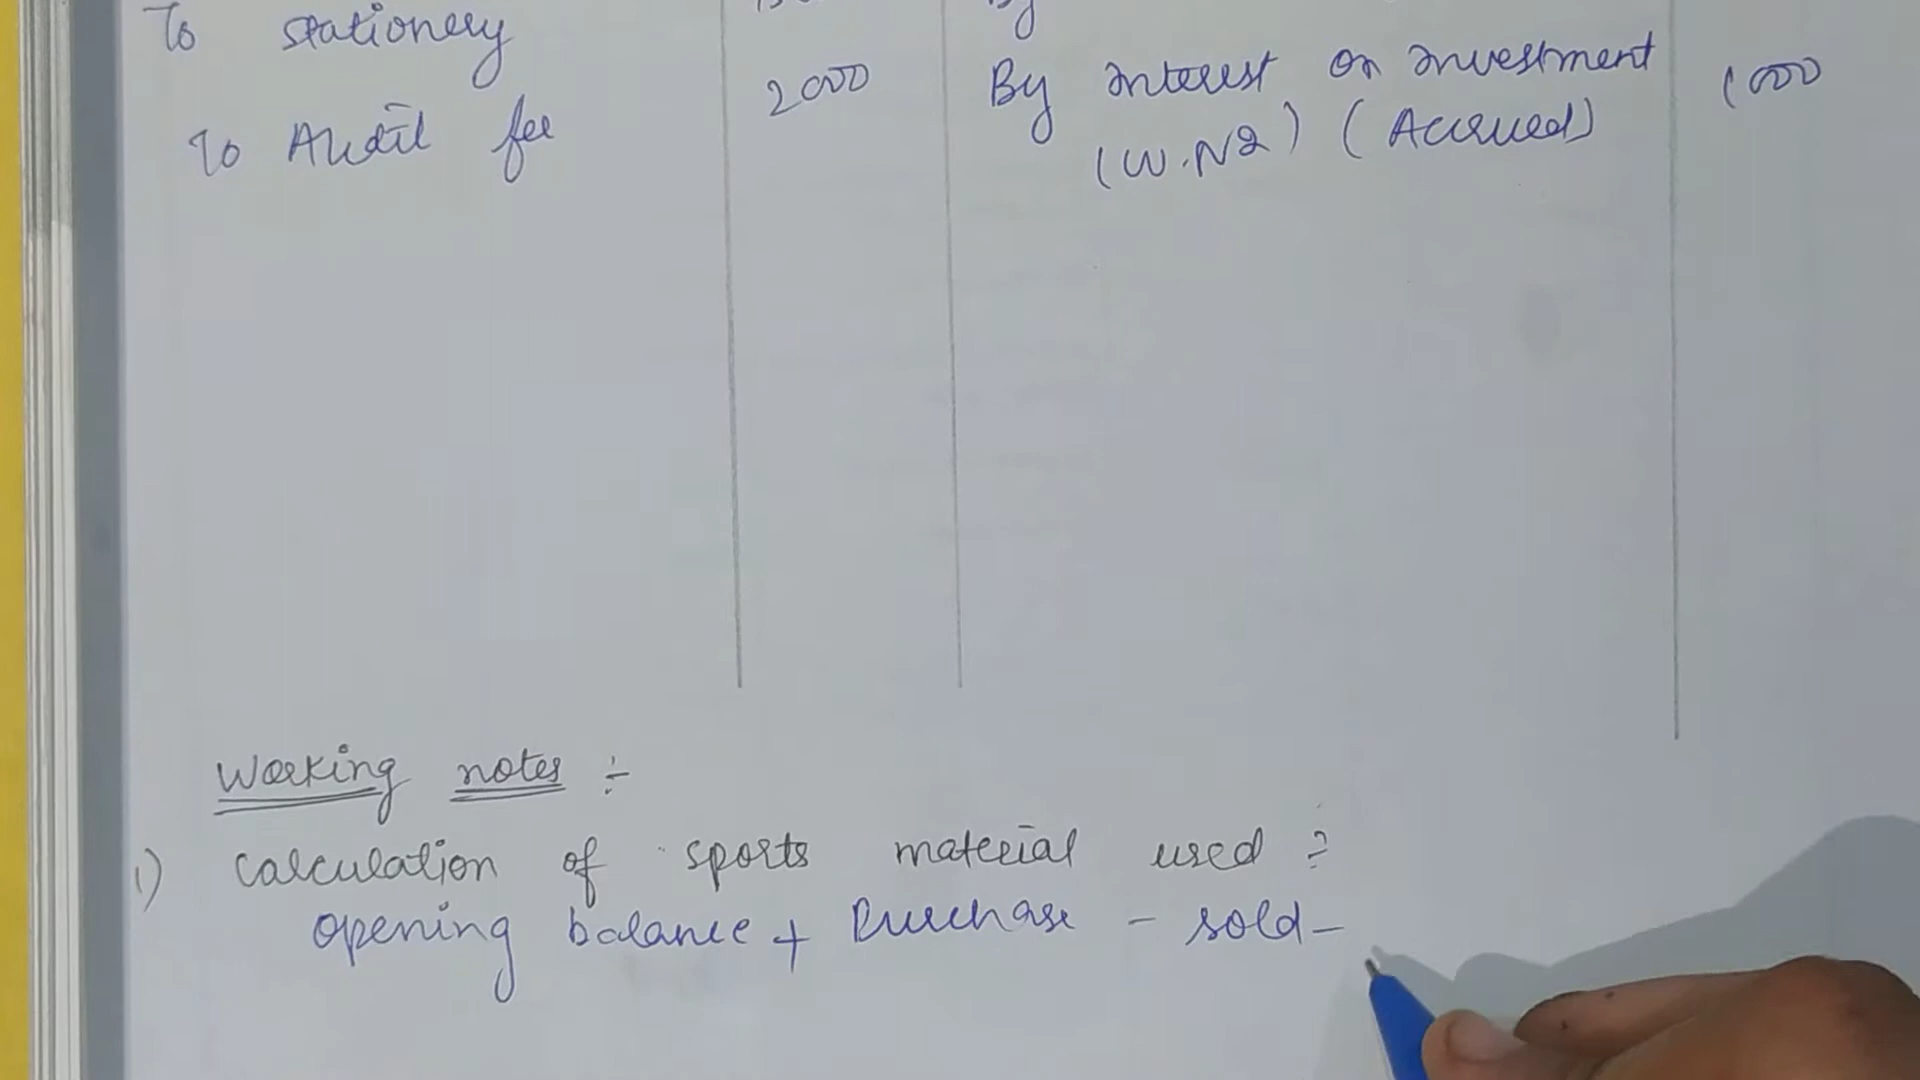 To stationery
2000
To Audit fee
By Interest on Investment 1000
(W.N2) (Accrued)
Working notes :-
1) Calculation of sports material used :-
opening balance + Purchase - sold -